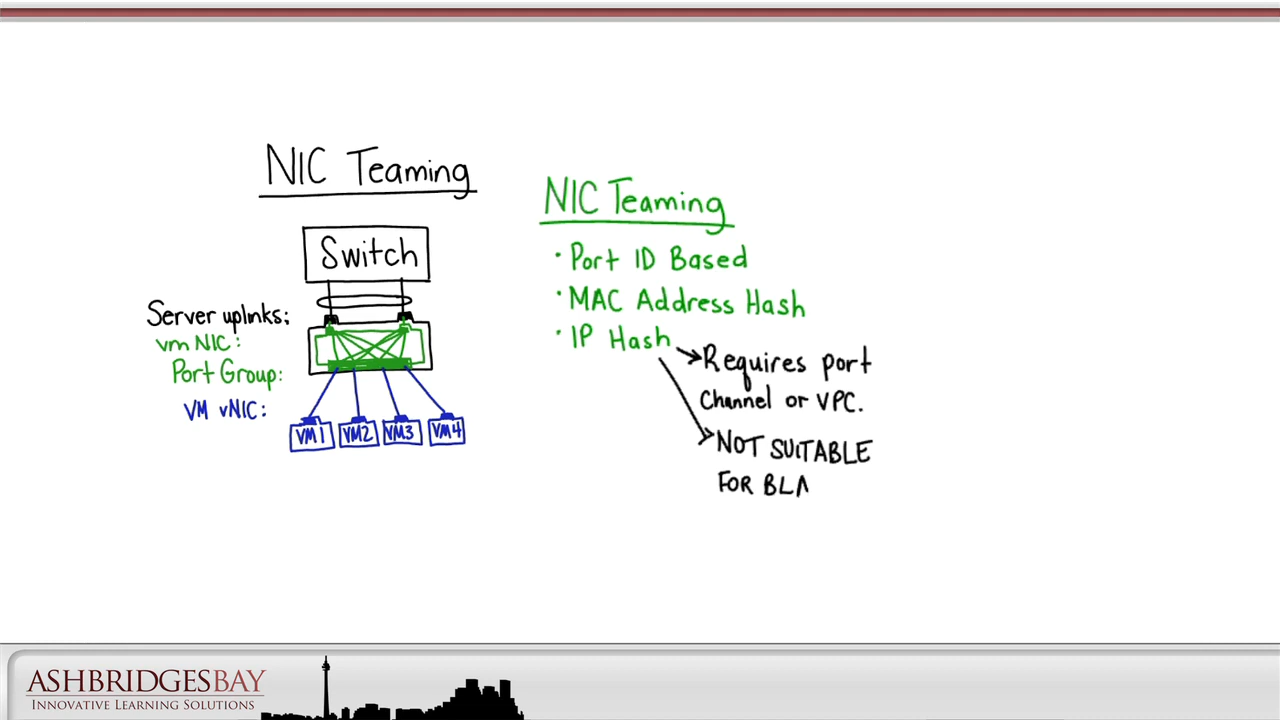 NIC Teaming
Switch
Server uplinks:
vm NIC:
Port Group:
VM vNIC:
VM1 VM2 VM3 VM4
NIC Teaming
· Port ID Based
· MAC Address Hash
· IP Hash
Requires port
Channel or VPC.
NOT SUITABLE
FOR BLA
ASHBRIDGESBAY
INNOVATIVE LEARNING SOLUTIONS